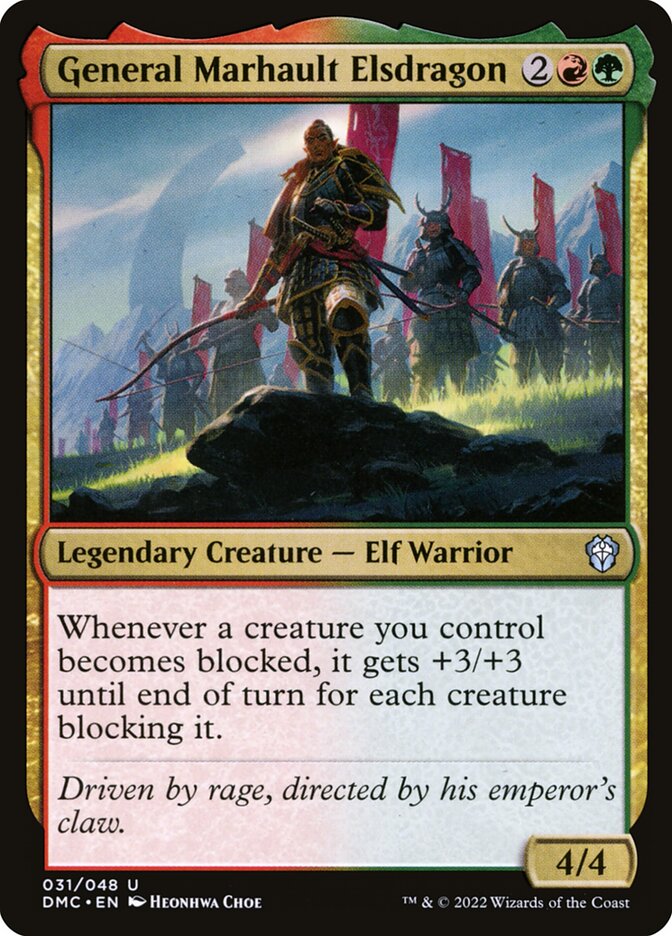 General Marhault Elsdragon 2
Legendary Creature — Elf Warrior
Whenever a creature you control
becomes blocked, it gets +3/+3
until end of turn for each creature
blocking it.
Driven by rage, directed by his emperor's
claw.
4/4
031/048 U
DMC • EN Heonhwa Choe
™ & © 2022 Wizards of the Coast